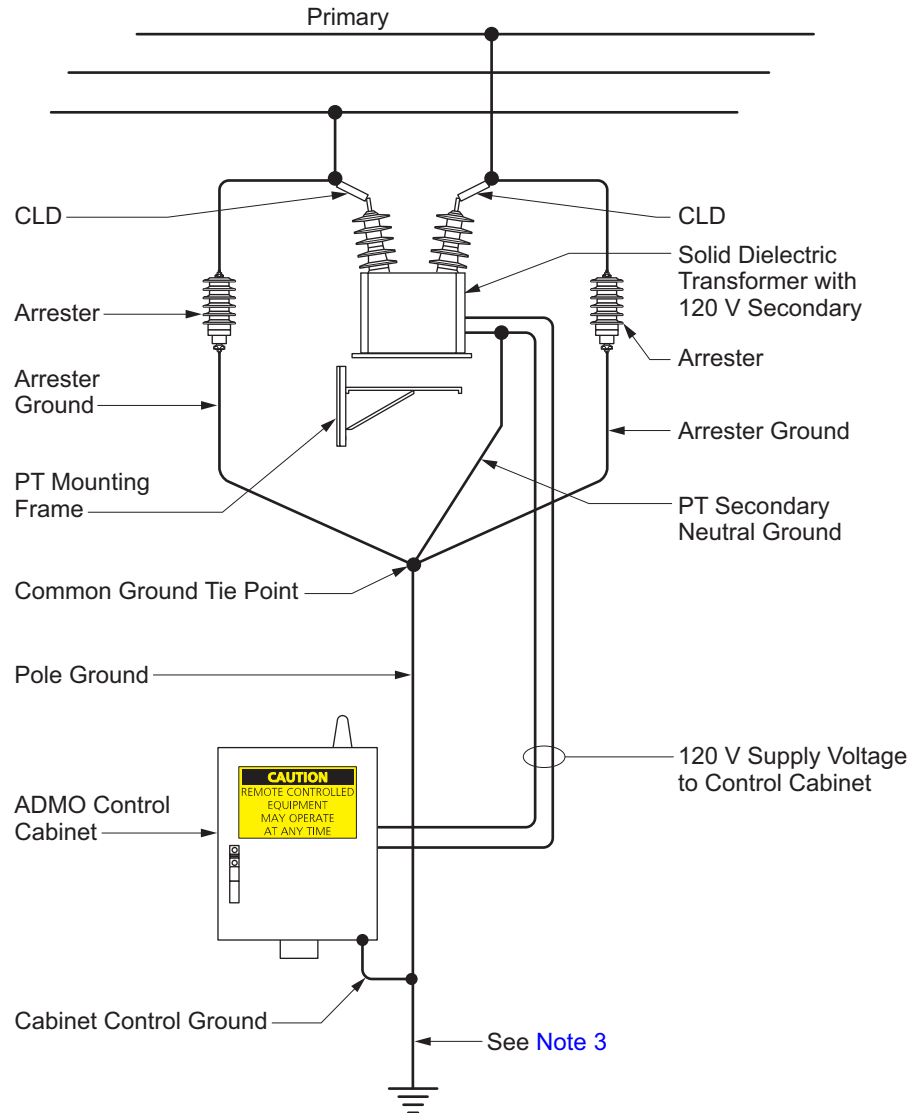 Primary
CLD
CLD
Solid Dielectric
Transformer with
120 V Secondary
Arrester
Arrester
Arrester
Ground
Arrester Ground
PT Mounting
Frame
PT Secondary
Neutral Ground
Common Ground Tie Point
Pole Ground
120 V Supply Voltage
to Control Cabinet
CAUTION
REMOTE CONTROLLED
EQUIPMENT
MAY OPERATE
AT ANY TIME
ADMO Control
Cabinet
Cabinet Control Ground
See Note 3